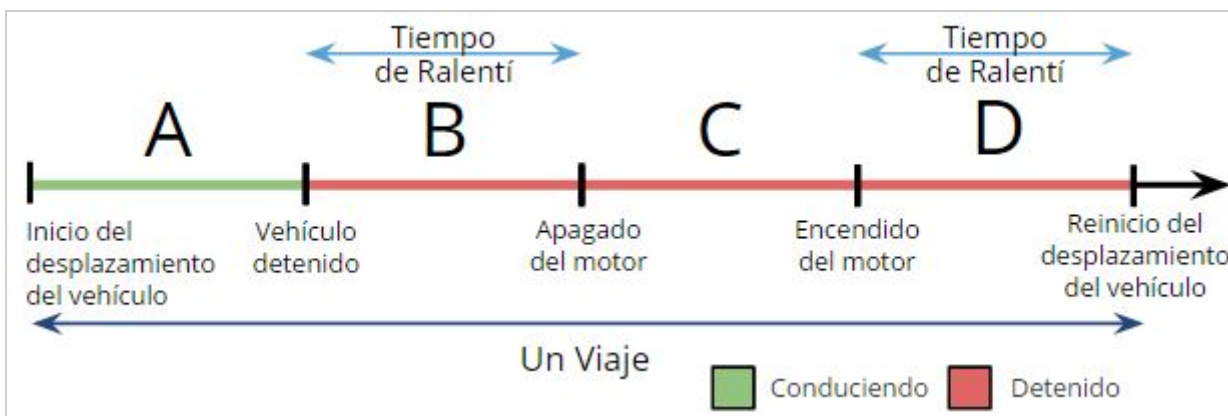 Tiempo
de Ralentí
Tiempo
de Ralentí
A
B
C
D
Inicio del
desplazamiento
del vehículo
Vehículo
detenido
Apagado
del motor
Encendido
del motor
Reinicio del
desplazamiento
del vehículo
Un Viaje
Conduciendo
Detenido